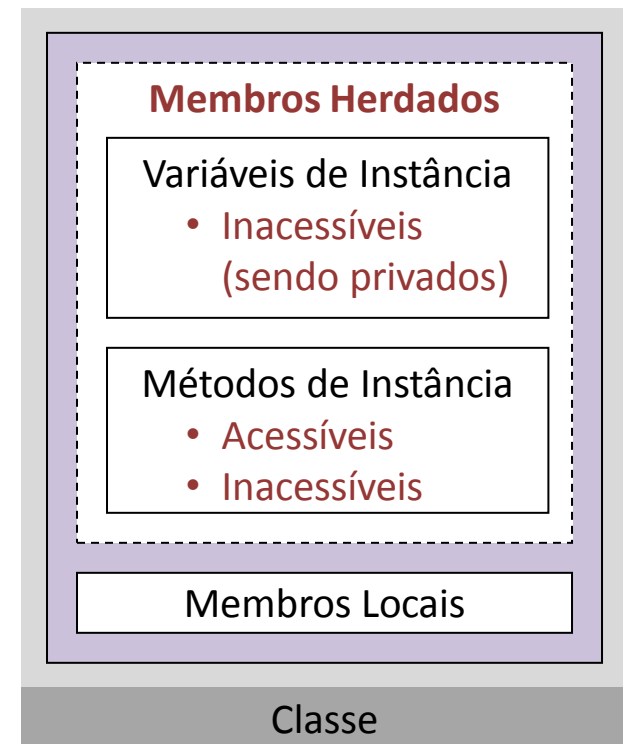 Membros Herdados
Variáveis de Instância
• Inacessíveis
(sendo privados)
Métodos de Instância
• Acessíveis
• Inacessíveis
Membros Locais
Classe